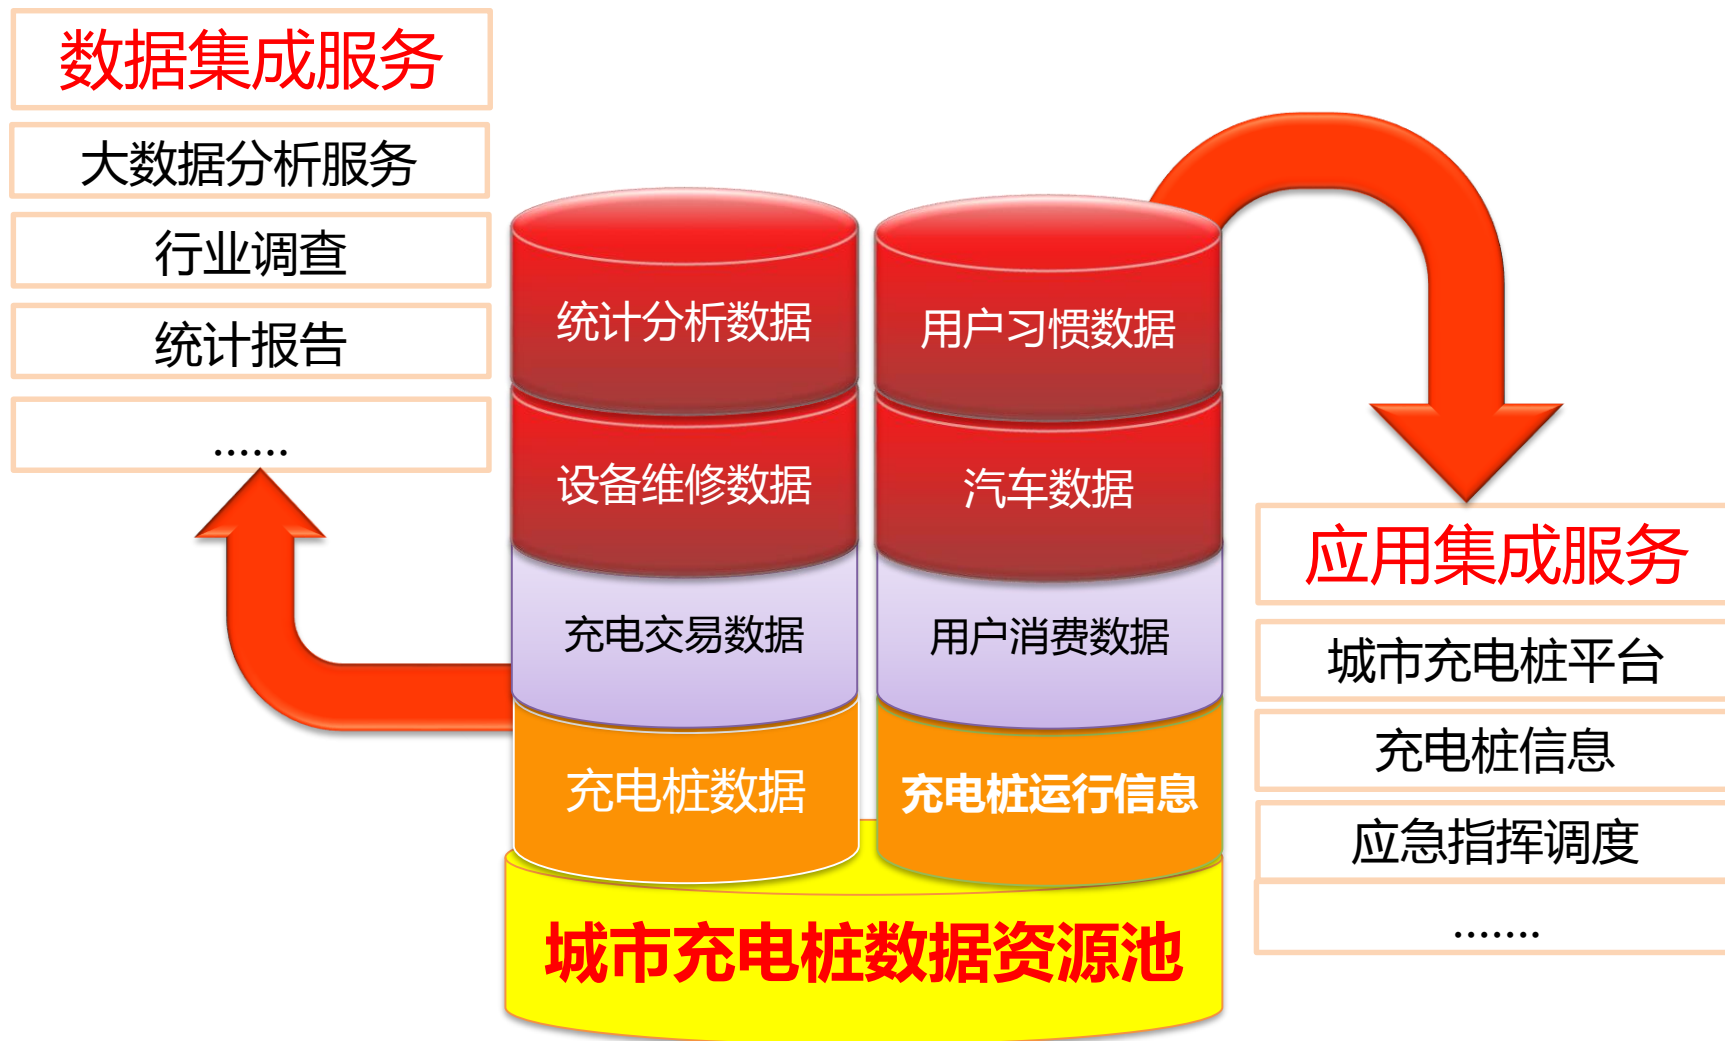 数据集成服务
大数据分析服务
行业调查
统计报告
......
统计分析数据
设备维修数据
充电交易数据
充电桩数据
用户习惯数据
汽车数据
用户消费数据
充电桩运行信息
城市充电桩数据资源池
应用集成服务
城市充电桩平台
充电桩信息
应急指挥调度
.......